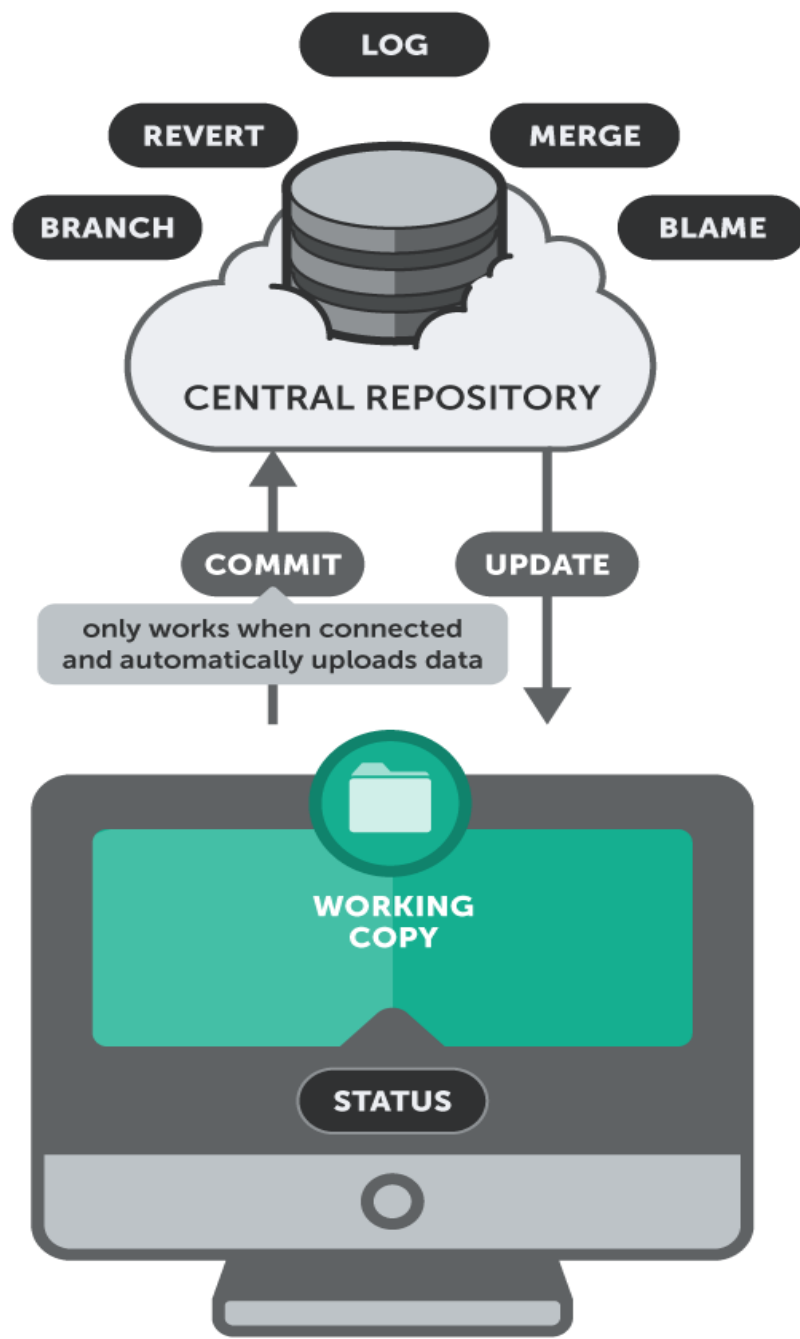 LOG
REVERT
MERGE
BRANCH
BLAME
CENTRAL REPOSITORY
COMMIT
UPDATE
only works when connected
and automatically uploads data
WORKING
COPY
STATUS